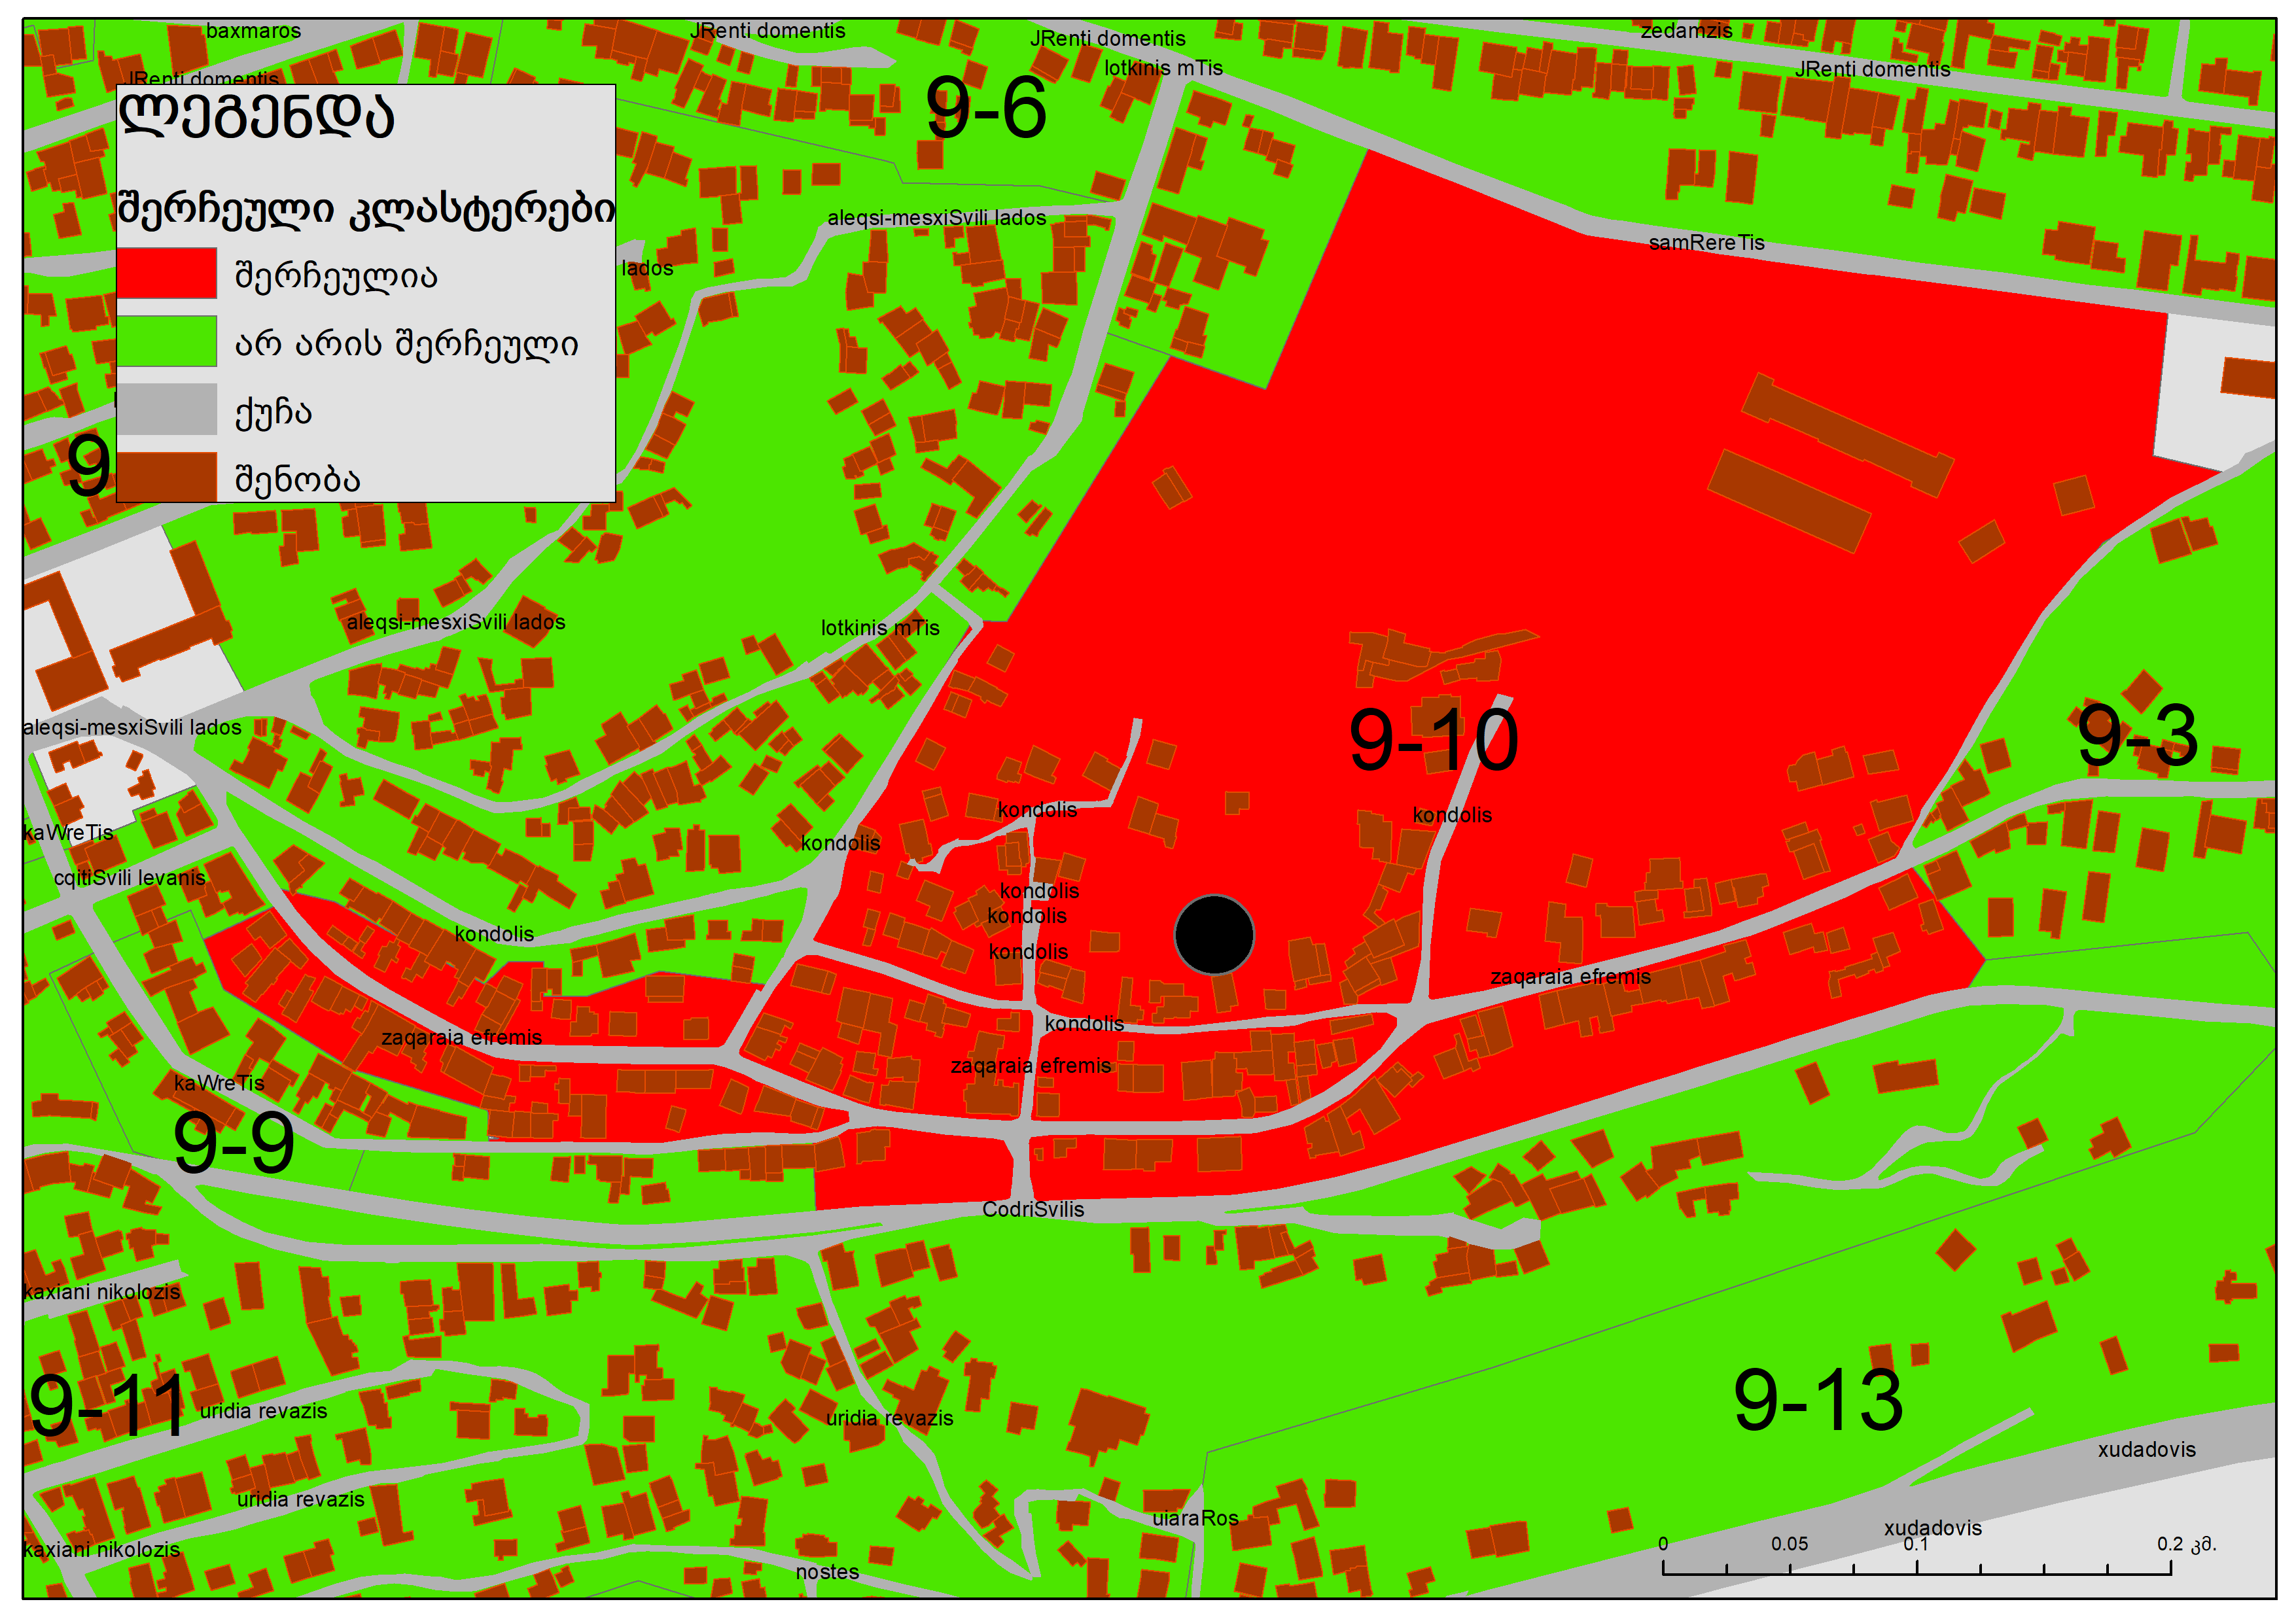 baxmaros
JRenti domentis
JRenti domentis
zedamzis
JRenti domentis
lotkinis mTis
JRenti domentis
9-6
ლეგენდა
შერჩეული კლასტერები
შერჩეულია
არ არის შერჩეული
ქუჩა
შენობა
aleqsi-mesxiSvili lados
samRereTis
lados
9
aleqsi-mesxiSvili lados
lotkinis mTis
aleqsi-mesxiSvili lados
9-10
9-3
kondolis
kondolis
kaWreTis
kondolis
cqitiSvili levanis
kondolis
kondolis
kondolis
kondolis
zaqaraia efremis
kondolis
zaqaraia efremis
zaqaraia efremis
kaWreTis
9-9
CodriSvilis
kaxiani nikolozis
9-11
uridia revazis
uridia revazis
9-13
xudadovis
uridia revazis
uiaraRos
xudadovis
kaxiani nikolozis
nostes
0 0.05 0.1 0.2 კმ.